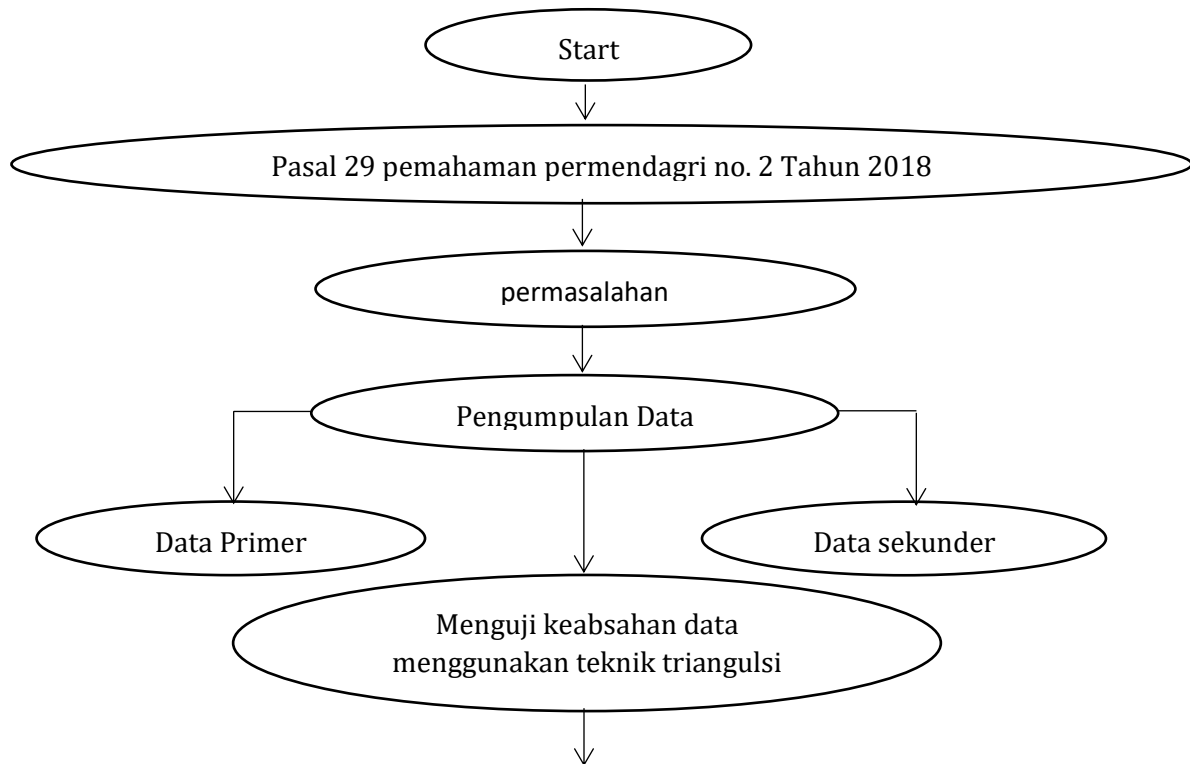 Start
Pasal 29 pemahaman permendagri no. 2 Tahun 2018
permasalahan
Pengumpulan Data
Data Primer
Data sekunder
Menguji keabsahan data
menggunakan teknik triangulsi